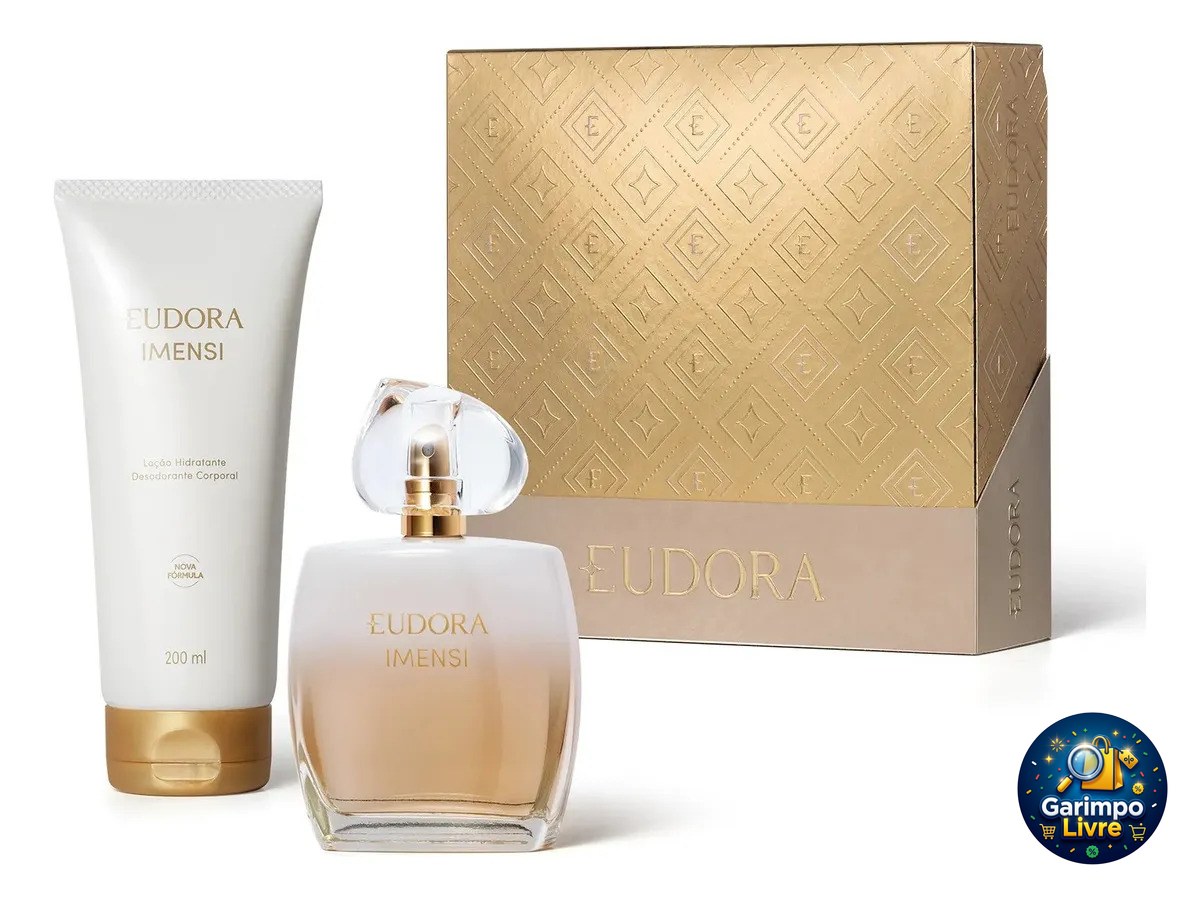 EUDORA
IMENSI
Loção Hidratante
Desodorante Corporal
NOVA
FÓRMULA
200 ml
EUDORA
IMENSI
EUDORA
EUDORA
EUDORA
Garimpo
Livre